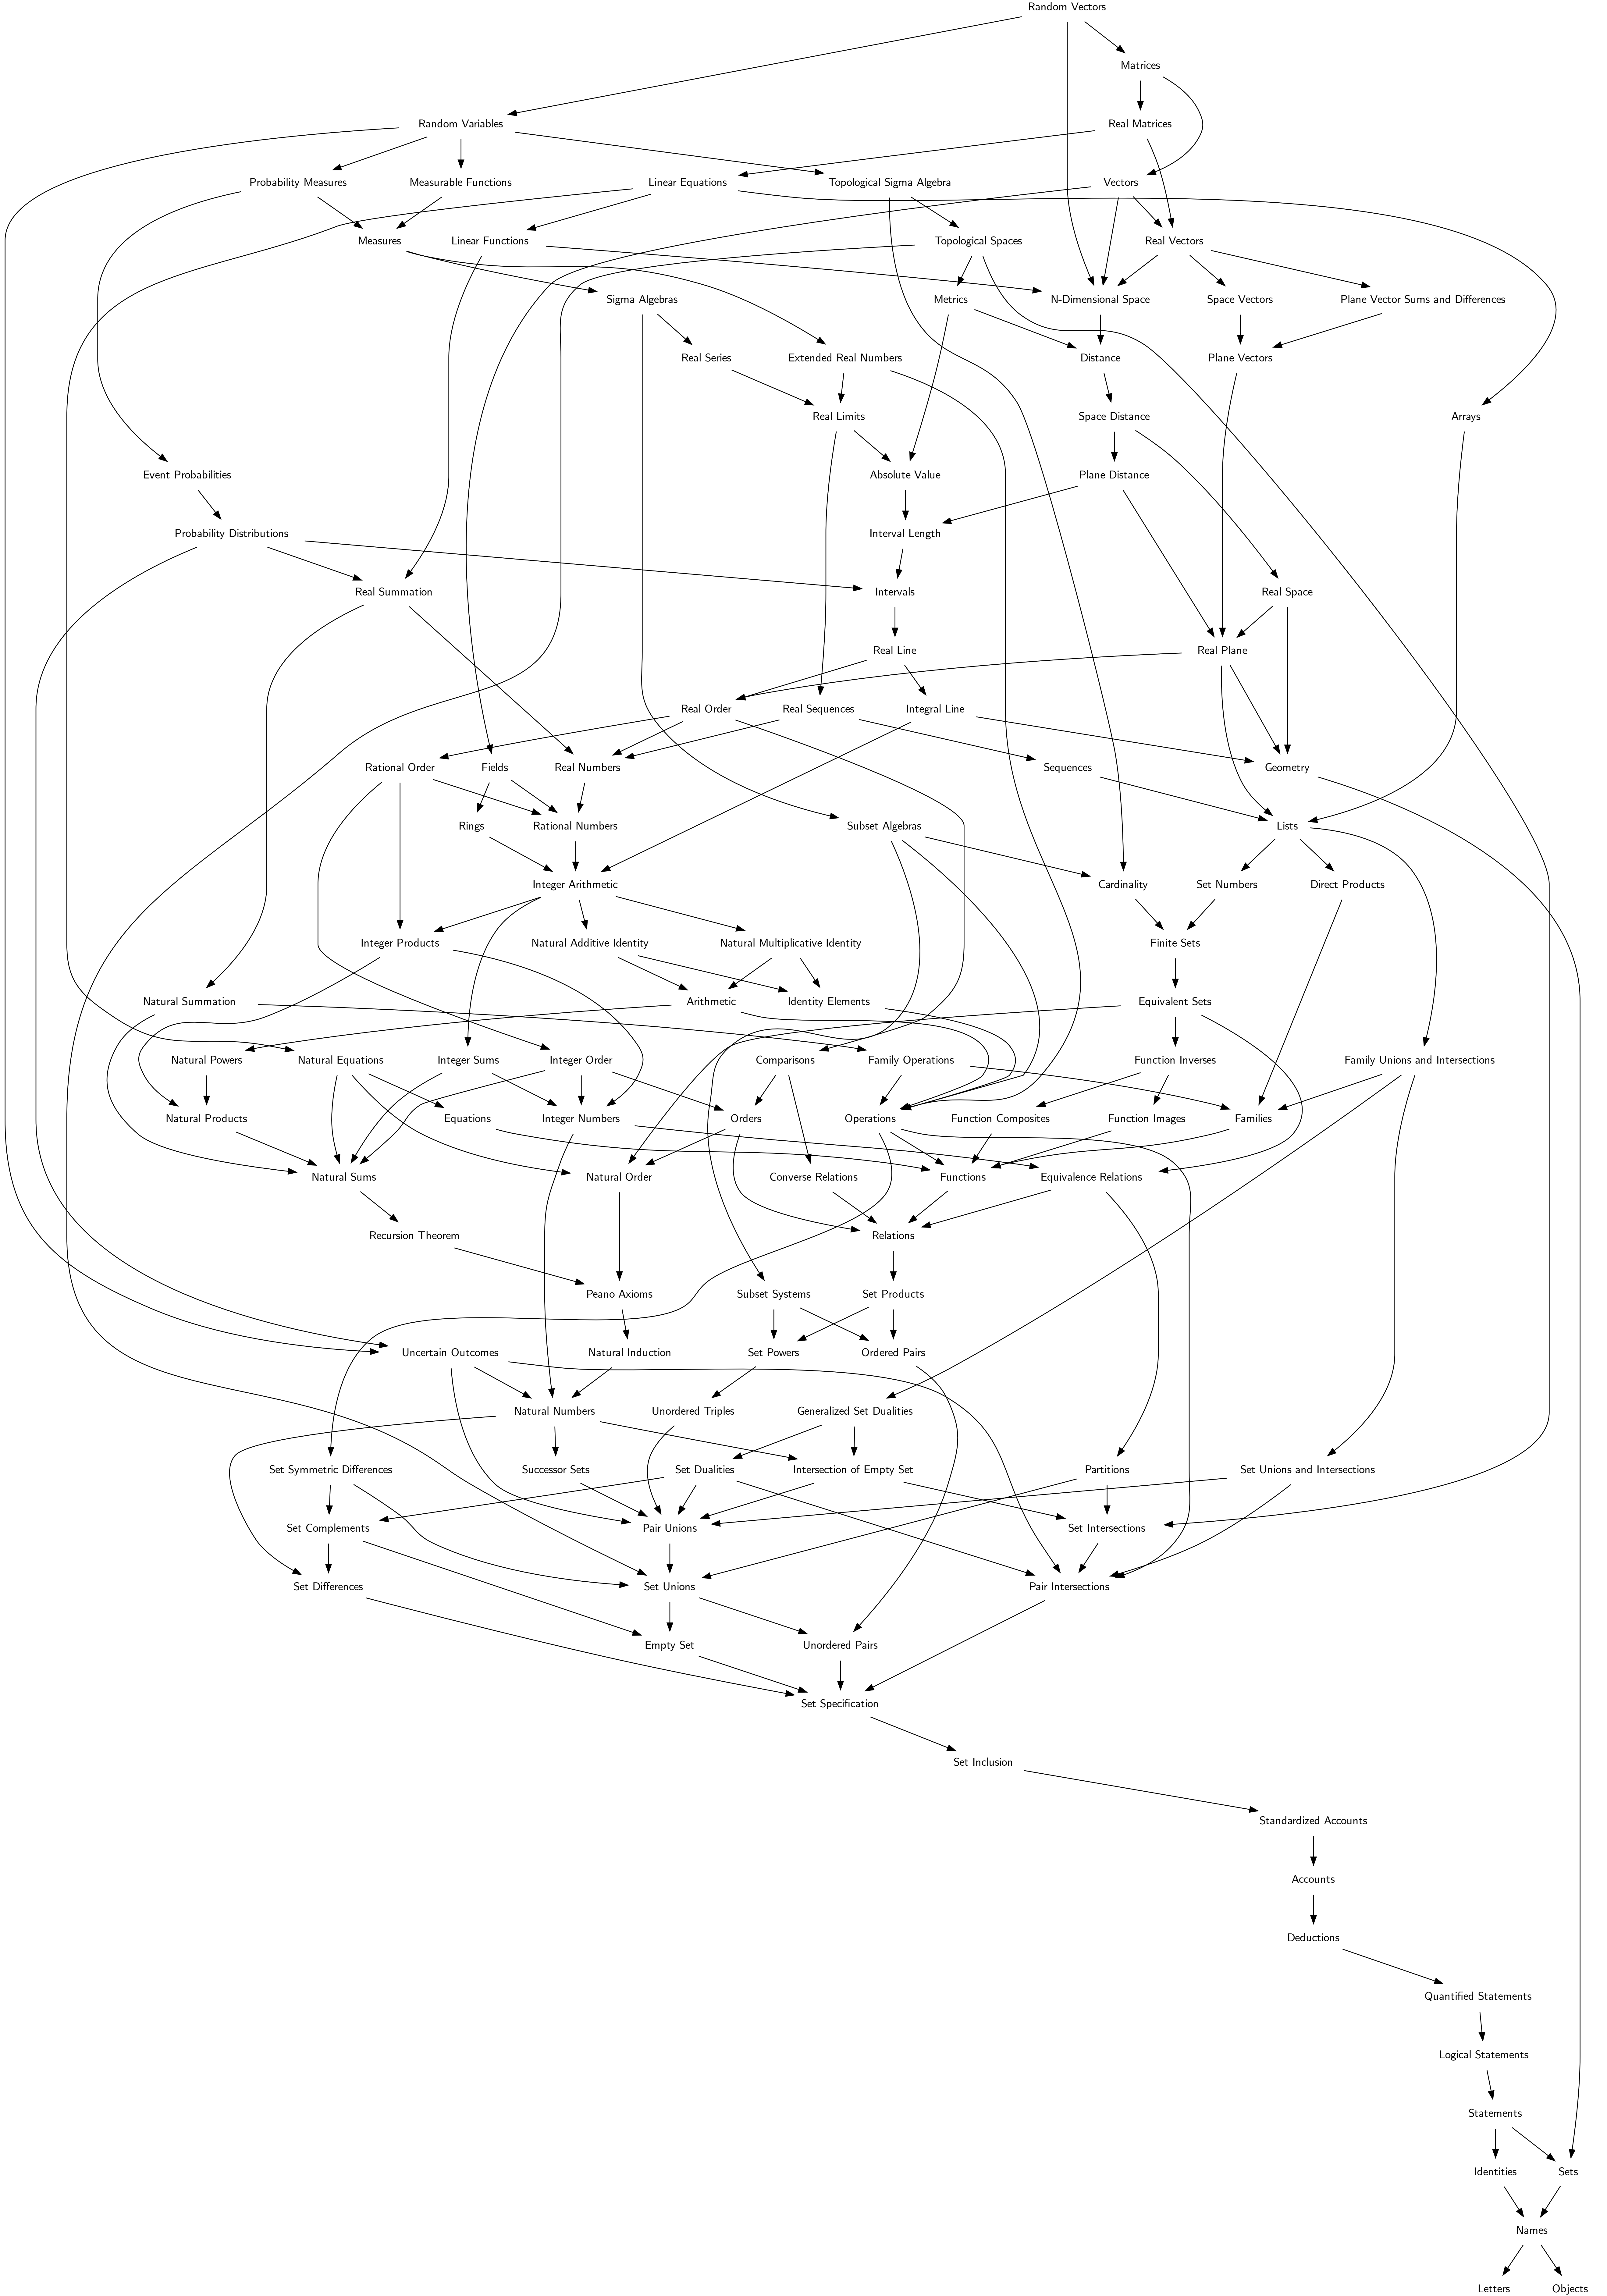 Random Vectors
Matrices
Random Variables
Real Matrices
Probability Measures
Measurable Functions
Linear Equations
Topological Sigma Algebra
Vectors
Measures
Linear Functions
Topological Spaces
Real Vectors
Sigma Algebras
Metrics
N-Dimensional Space
Space Vectors
Plane Vector Sums and Differences
Real Series
Extended Real Numbers
Distance
Plane Vectors
Real Limits
Space Distance
Arrays
Event Probabilities
Absolute Value
Plane Distance
Probability Distributions
Interval Length
Real Summation
Intervals
Real Space
Real Line
Real Plane
Real Order
Real Sequences
Integral Line
Rational Order
Fields
Real Numbers
Sequences
Geometry
Rings
Rational Numbers
Subset Algebras
Lists
Integer Arithmetic
Cardinality
Set Numbers
Direct Products
Integer Products
Natural Additive Identity
Natural Multiplicative Identity
Finite Sets
Natural Summation
Arithmetic
Identity Elements
Equivalent Sets
Natural Powers
Natural Equations
Integer Sums
Integer Order
Comparisons
Family Operations
Function Inverses
Family Unions and Intersections
Natural Products
Equations
Integer Numbers
Orders
Operations
Function Composites
Function Images
Families
Natural Sums
Natural Order
Converse Relations
Functions
Equivalence Relations
Recursion Theorem
Relations
Peano Axioms
Subset Systems
Set Products
Uncertain Outcomes
Natural Induction
Set Powers
Ordered Pairs
Natural Numbers
Unordered Triples
Generalized Set Dualities
Set Symmetric Differences
Successor Sets
Set Dualities
Intersection of Empty Set
Partitions
Set Unions and Intersections
Set Complements
Pair Unions
Set Intersections
Set Differences
Set Unions
Pair Intersections
Empty Set
Unordered Pairs
Set Specification
Set Inclusion
Standardized Accounts
Accounts
Deductions
Quantified Statements
Logical Statements
Statements
Identities
Sets
Names
Letters
Objects